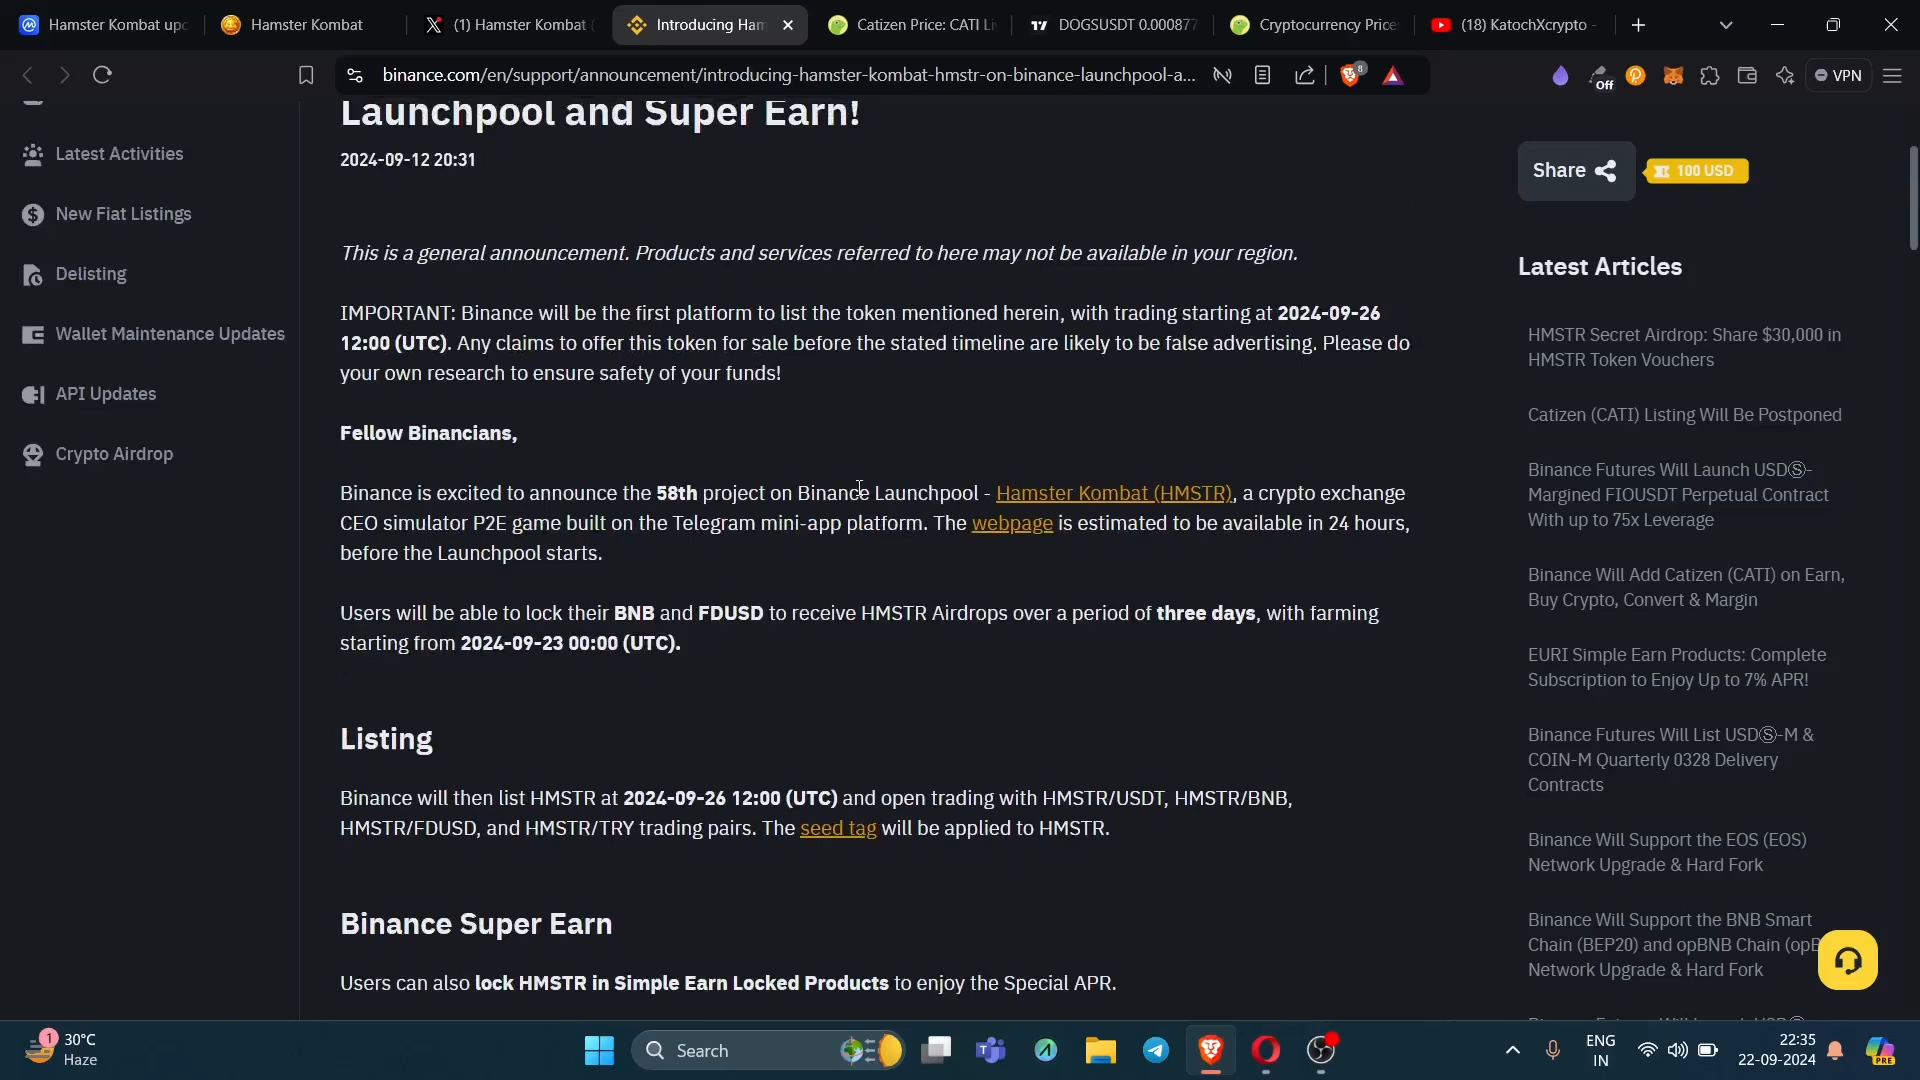 Hamster Kombat upc
Hamster Kombat
(1) Hamster Kombat (
Introducing Ham
Catizen Price: CATI Li
DOGSUSDT 0.000877
Cryptocurrency Price
(18) KatochXcrypto -
binance.com/en/support/announcement/introducing-hamster-kombat-hmstr-on-binance-launchpool-a...
8
Off
VPN
Launchpool and Super Earn!
2024-09-12 20:31
Latest Activities
New Fiat Listings
Delisting
Wallet Maintenance Updates
API Updates
Crypto Airdrop
This is a general announcement. Products and services referred to here may not be available in your region.
IMPORTANT: Binance will be the first platform to list the token mentioned herein, with trading starting at 2024-09-26
12:00 (UTC). Any claims to offer this token for sale before the stated timeline are likely to be false advertising. Please do
your own research to ensure safety of your funds!
Fellow Binancians,
Binance is excited to announce the 58th project on Binance Launchpool - Hamster Kombat (HMSTR), a crypto exchange
CEO simulator P2E game built on the Telegram mini-app platform. The webpage is estimated to be available in 24 hours,
before the Launchpool starts.
Users will be able to lock their BNB and FDUSD to receive HMSTR Airdrops over a period of three days, with farming
starting from 2024-09-23 00:00 (UTC).
Listing
Binance will then list HMSTR at 2024-09-26 12:00 (UTC) and open trading with HMSTR/USDT, HMSTR/BNB,
HMSTR/FDUSD, and HMSTR/TRY trading pairs. The seed tag will be applied to HMSTR.
Binance Super Earn
Users can also lock HMSTR in Simple Earn Locked Products to enjoy the Special APR.
Share
100 USD
Latest Articles
HMSTR Secret Airdrop: Share $30,000 in
HMSTR Token Vouchers
Catizen (CATI) Listing Will Be Postponed
Binance Futures Will Launch USDⓈ-
Margined FIOUSDT Perpetual Contract
With up to 75x Leverage
Binance Will Add Catizen (CATI) on Earn,
Buy Crypto, Convert & Margin
EURI Simple Earn Products: Complete
Subscription to Enjoy Up to 7% APR!
Binance Futures Will List USDⓈ-M &
COIN-M Quarterly 0328 Delivery
Contracts
Binance Will Support the EOS (EOS)
Network Upgrade & Hard Fork
Binance Will Support the BNB Smart
Chain (BEP20) and opBNB Chain (opB
Network Upgrade & Hard Fork
1
30°C
Haze
Search
ENG
IN
22:35
22-09-2024
PRE